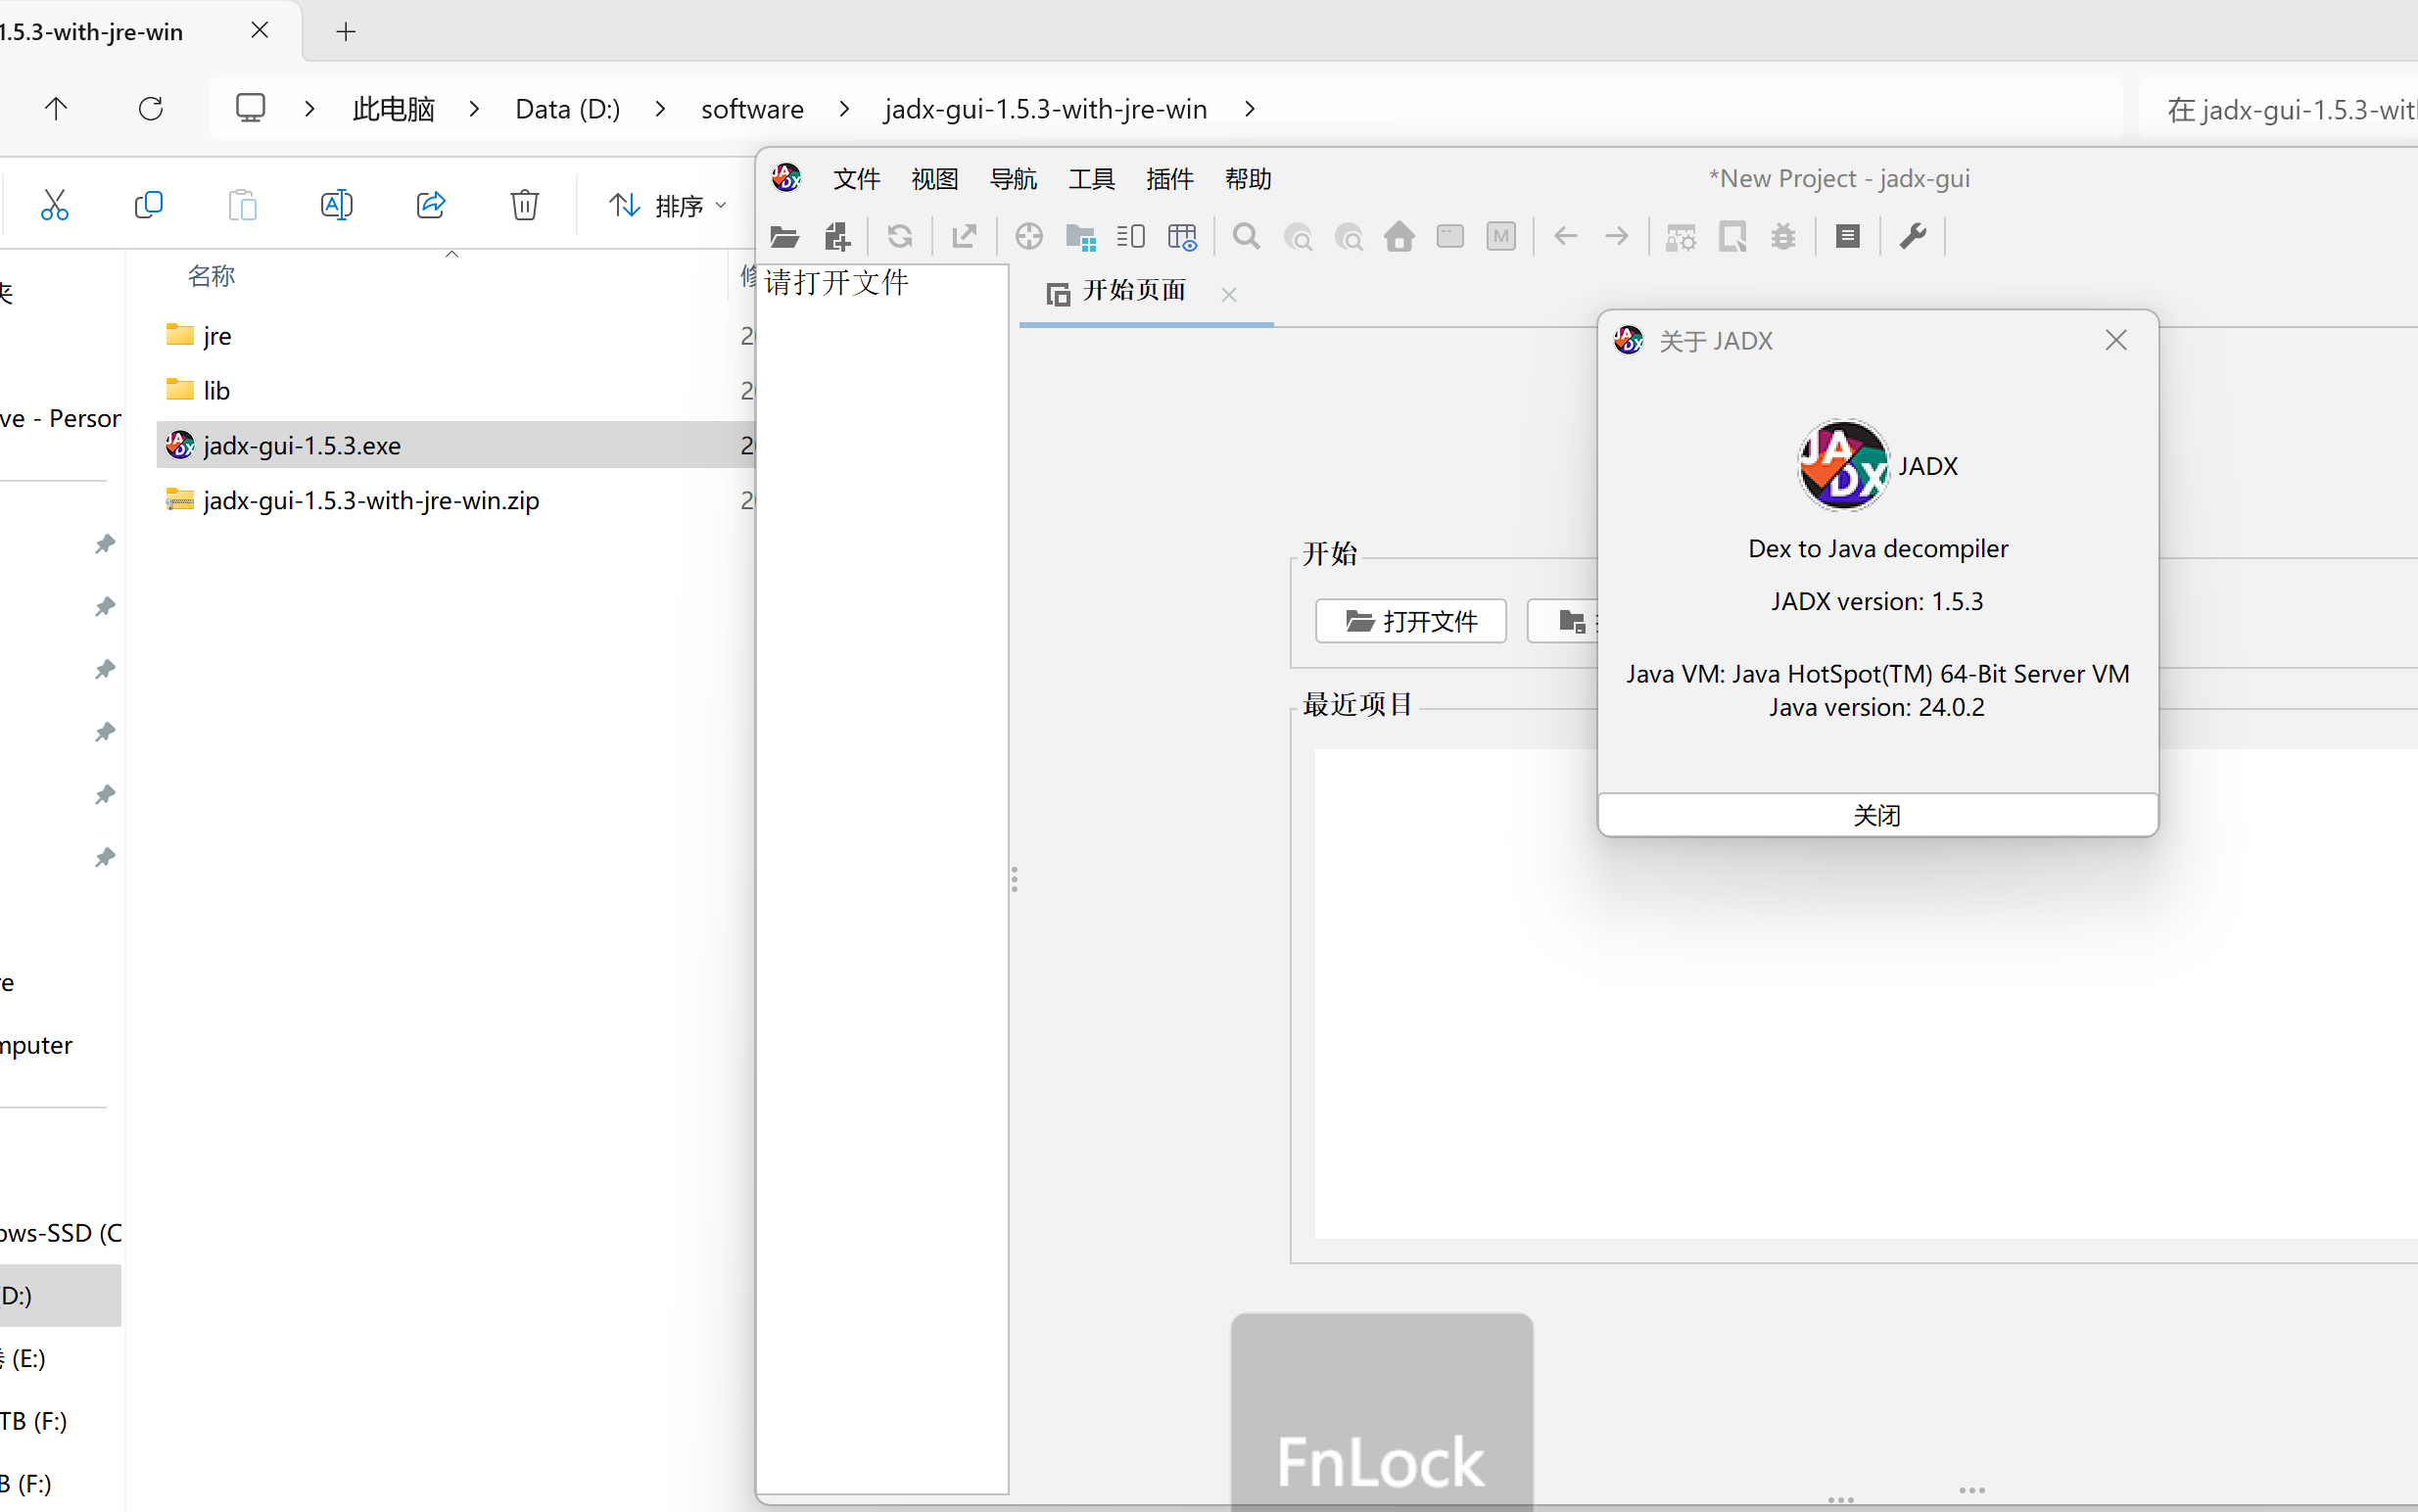 1.5.3-with-jre-win
此电脑 Data (D:) software jadx-gui-1.5.3-with-jre-win
在 jadx-gui-1.5.3-wit
排序
名称
修
夹
jre
lib
jadx-gui-1.5.3.exe
jadx-gui-1.5.3-with-jre-win.zip
ve - Person
re
mputer
ows-SSD (C
(D:)
(E:)
TB (F:)
B (F:)
文件 视图 导航 工具 插件 帮助
*New Project - jadx-gui
M
请打开文件
开始页面
开始
打开文件
最近项目
关于 JADX
JADX
JADX
Dex to Java decompiler
JADX version: 1.5.3
Java VM: Java HotSpot(TM) 64-Bit Server VM
Java version: 24.0.2
关闭
FnLock